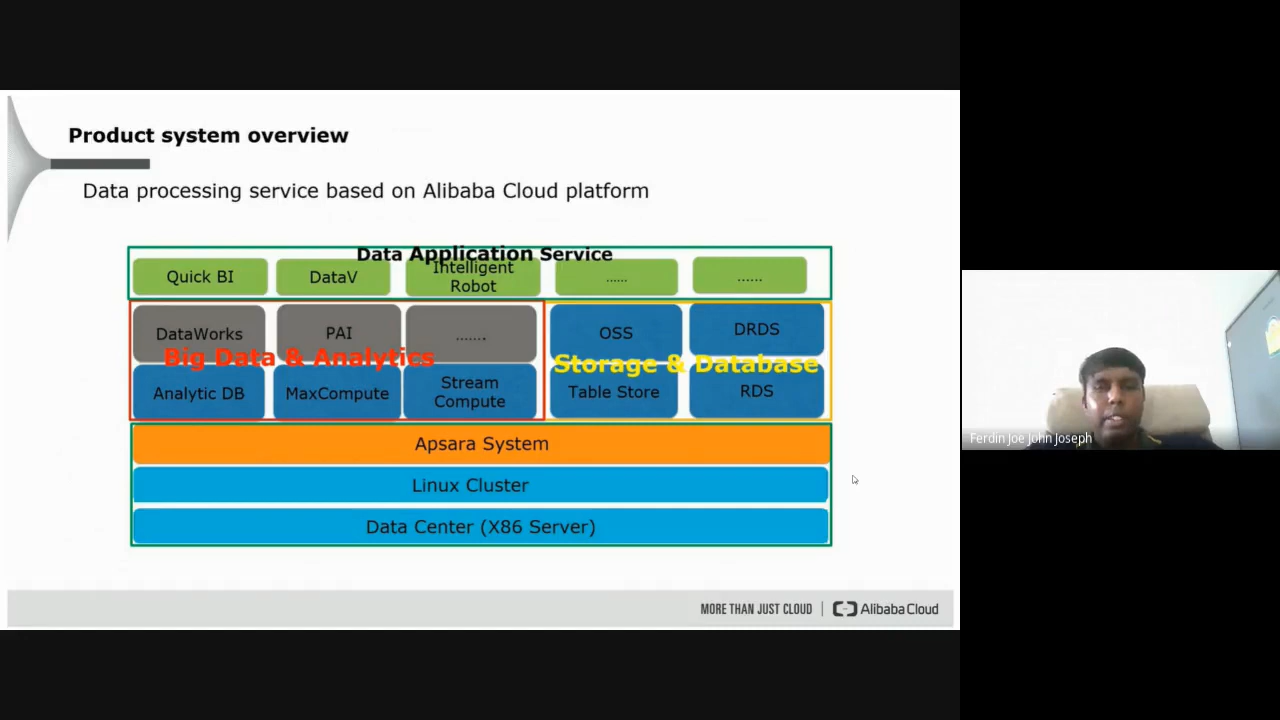 Product system overview
Data processing service based on Alibaba Cloud platform
Data Application Service
Quick BI
DataV
Intelligent
Robot
......
......
DataWorks
PAI
.......
OSS
DRDS
Big Data & Analytics
Storage & Database
Analytic DB
MaxCompute
Stream
Compute
Table Store
RDS
Apsara System
Linux Cluster
Data Center (X86 Server)
MORE THAN JUST CLOUD | Alibaba Cloud
Ferdin Joe John Joseph